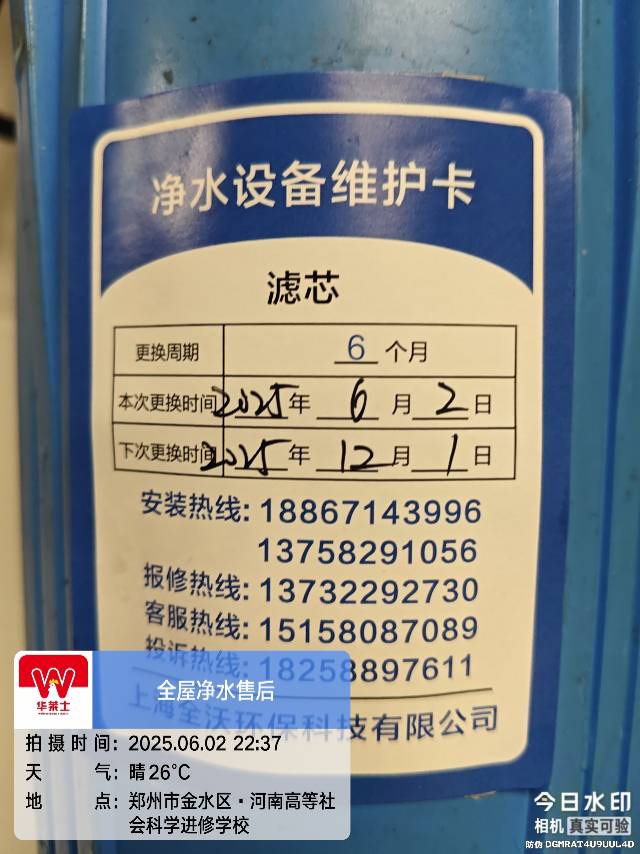 净水设备维护卡
滤芯
更换周期 6 个月
本次更换时间 2025 年 6 月 2 日
下次更换时间 2025 年 12 月 1 日
安装热线: 18867143996
13758291056
报修热线: 13732292730
客服热线: 15158087089
投诉热线: 18258897611
上海全沃环保科技有限公司
华莱士
全屋净水售后
拍摄时间: 2025.06.02 22:37
天气: 晴 26°C
地点: 郑州市金水区·河南高等社
会科学进修学校
今日水印
相机 真实可验
防伪 DGMRAT4U9UUL4D